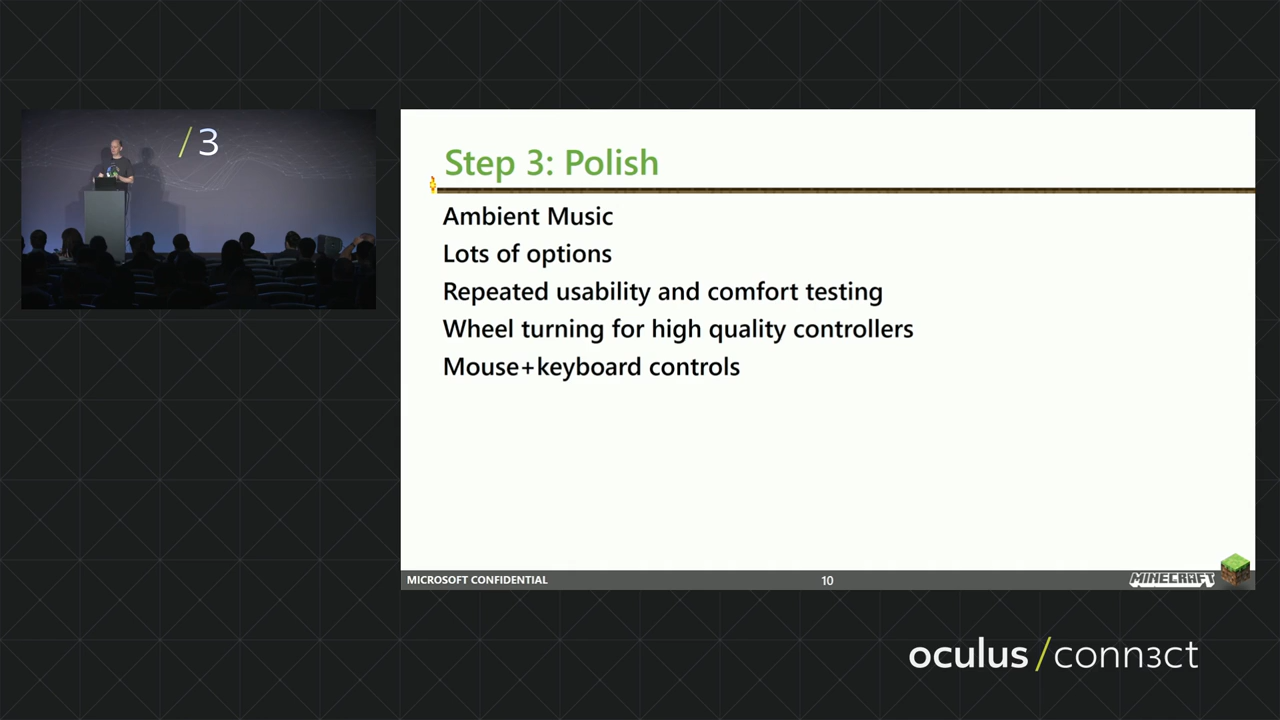 /3
Step 3: Polish
Ambient Music
Lots of options
Repeated usability and comfort testing
Wheel turning for high quality controllers
Mouse+keyboard controls
MICROSOFT CONFIDENTIAL
10
MINECRAFT
oculus/conn3ct